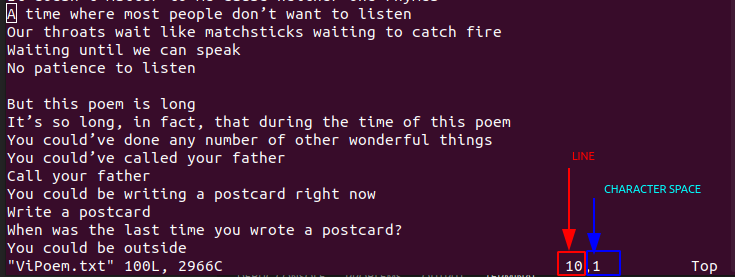 A time where most people don’t want to listen
Our throats wait like matchsticks waiting to catch fire
Waiting until we can speak
No patience to listen
But this poem is long
It’s so long, in fact, that during the time of this poem
You could’ve done any number of other wonderful things
You could’ve called your father
Call your father
You could be writing a postcard right now
Write a postcard
When was the last time you wrote a postcard?
You could be outside
LINE
CHARACTER SPACE
"ViPoem.txt" 100L, 2966C 10,1 Top